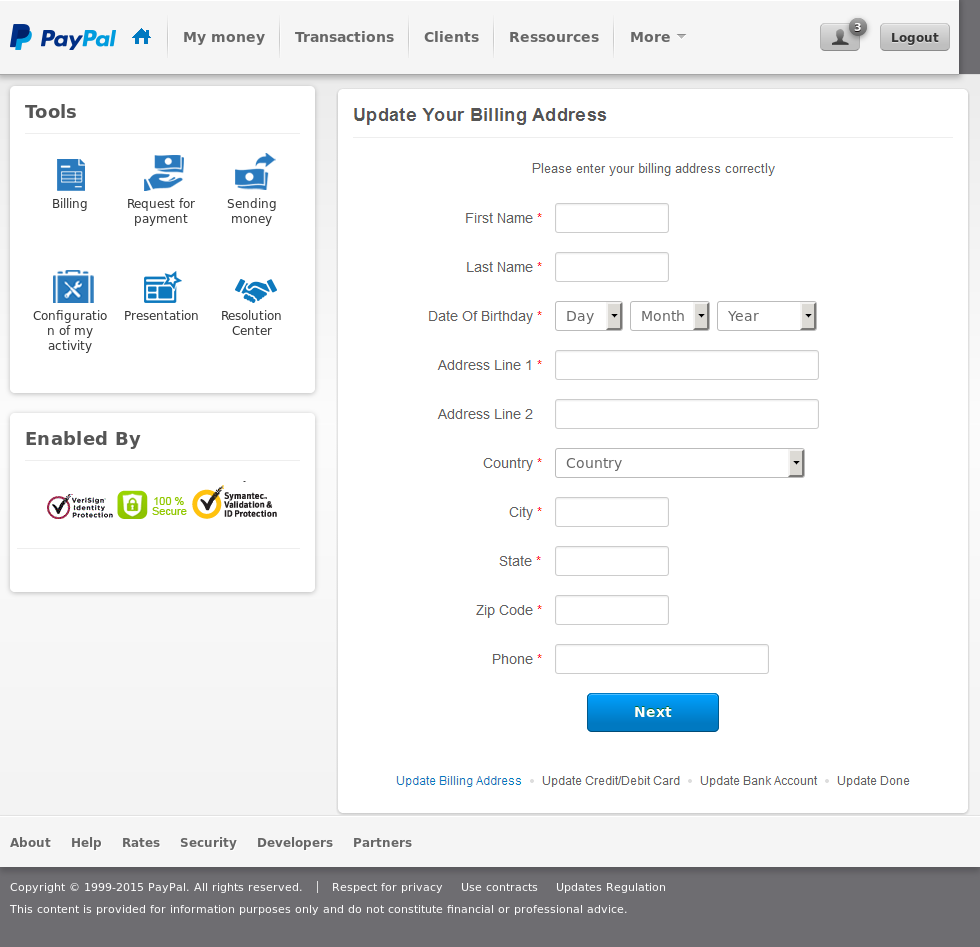 PayPal My money Transactions Clients Ressources More 3 Logout
Tools
Billing
Request for
payment
Sending
money
Configuratio
n of my
activity
Presentation
Resolution
Center
Enabled By
VeriSign
Identity
Protection
100 %
Secure
Symantec.
Validation &
ID Protection
Update Your Billing Address
Please enter your billing address correctly
First Name *
Last Name *
Date Of Birthday * Day Month Year
Address Line 1 *
Address Line 2
Country * Country
City *
State *
Zip Code *
Phone *
Next
Update Billing Address • Update Credit/Debit Card • Update Bank Account • Update Done
About Help Rates Security Developers Partners
Copyright © 1999-2015 PayPal. All rights reserved. | Respect for privacy Use contracts Updates Regulation
This content is provided for information purposes only and do not constitute financial or professional advice.